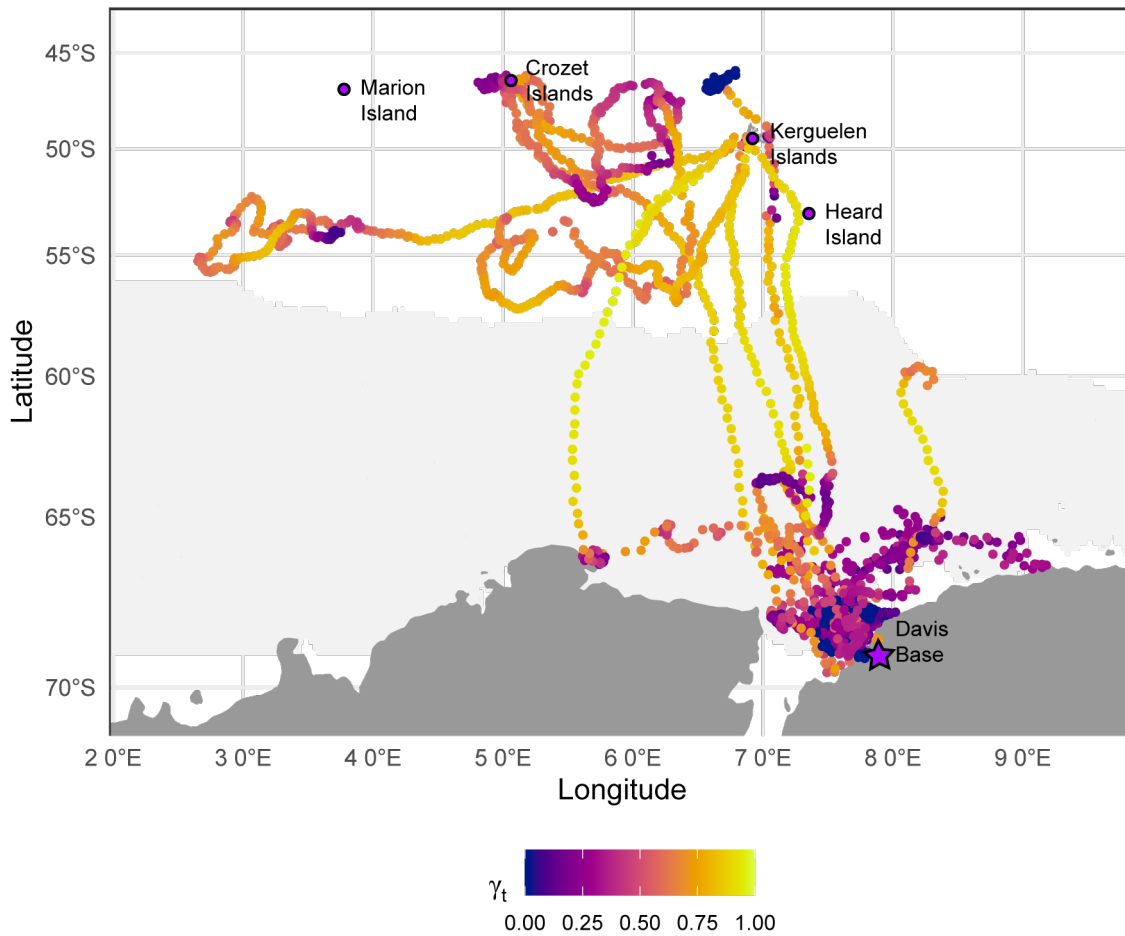 45°S
50°S
55°S
60°S
65°S
70°S
Latitude
Marion
Island
Crozet
Islands
Kerguelen
Islands
Heard
Island
Davis
Base
2 0°E
3 0°E
4 0°E
5 0°E
6 0°E
7 0°E
8 0°E
9 0°E
Longitude
γt
0.00
0.25
0.50
0.75
1.00